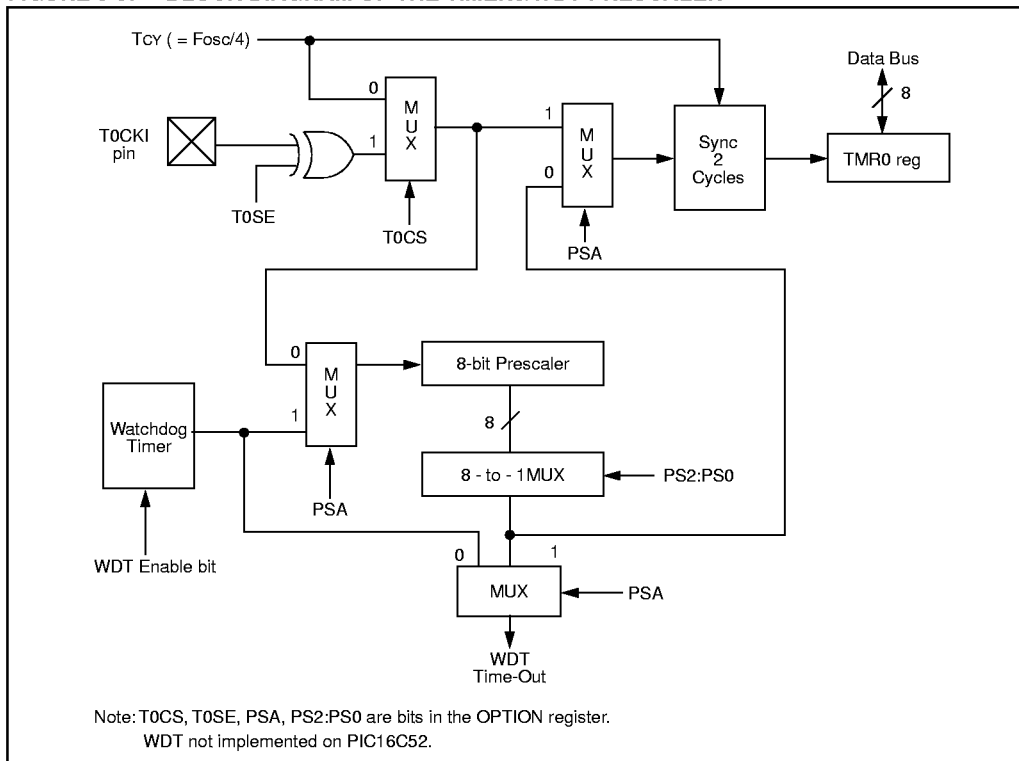 TCY ( = Fosc/4)
Data Bus
0
8
M
U
X
1
M
U
X
T0CKI
pin
1
0
Sync
2
Cycles
TMR0 reg
T0SE
T0CS
PSA
0
M
U
X
8-bit Prescaler
1
8
Watchdog
Timer
8 - to - 1MUX
PS2:PS0
PSA
0
1
WDT Enable bit
MUX
PSA
WDT
Time-Out
Note: T0CS, T0SE, PSA, PS2:PS0 are bits in the OPTION register.
WDT not implemented on PIC16C52.